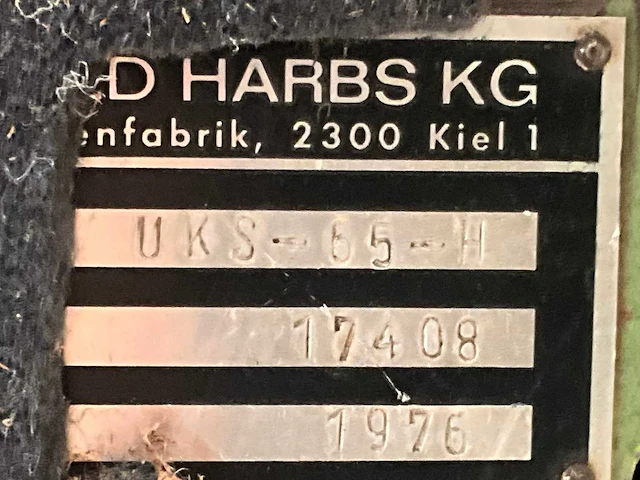 D HARBS KG
enfabrik, 2300 Kiel 1
UKS-65-H
17408
1976